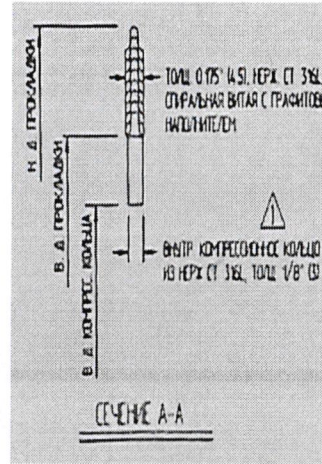 Н. Д. ПРОКЛАДКИ
В. Д. ПРОКЛАДКИ
В. Д. КОМПРЕС. КОЛЬЦА
ТОЛЩ. 0.175" (4.5), НЕРЖ. СТ. 316L,
СПИРАЛЬНАЯ ВИТАЯ С ГРАФИТОВЫ
НАПОЛНИТЕЛЕМ
1
ВНУТР. КОМПРЕССИОННОЕ КОЛЬЦО
ИЗ НЕРЖ. СТ. 316L, ТОЛЩ. 1/8" (3)
СЕЧЕНИЕ А-А